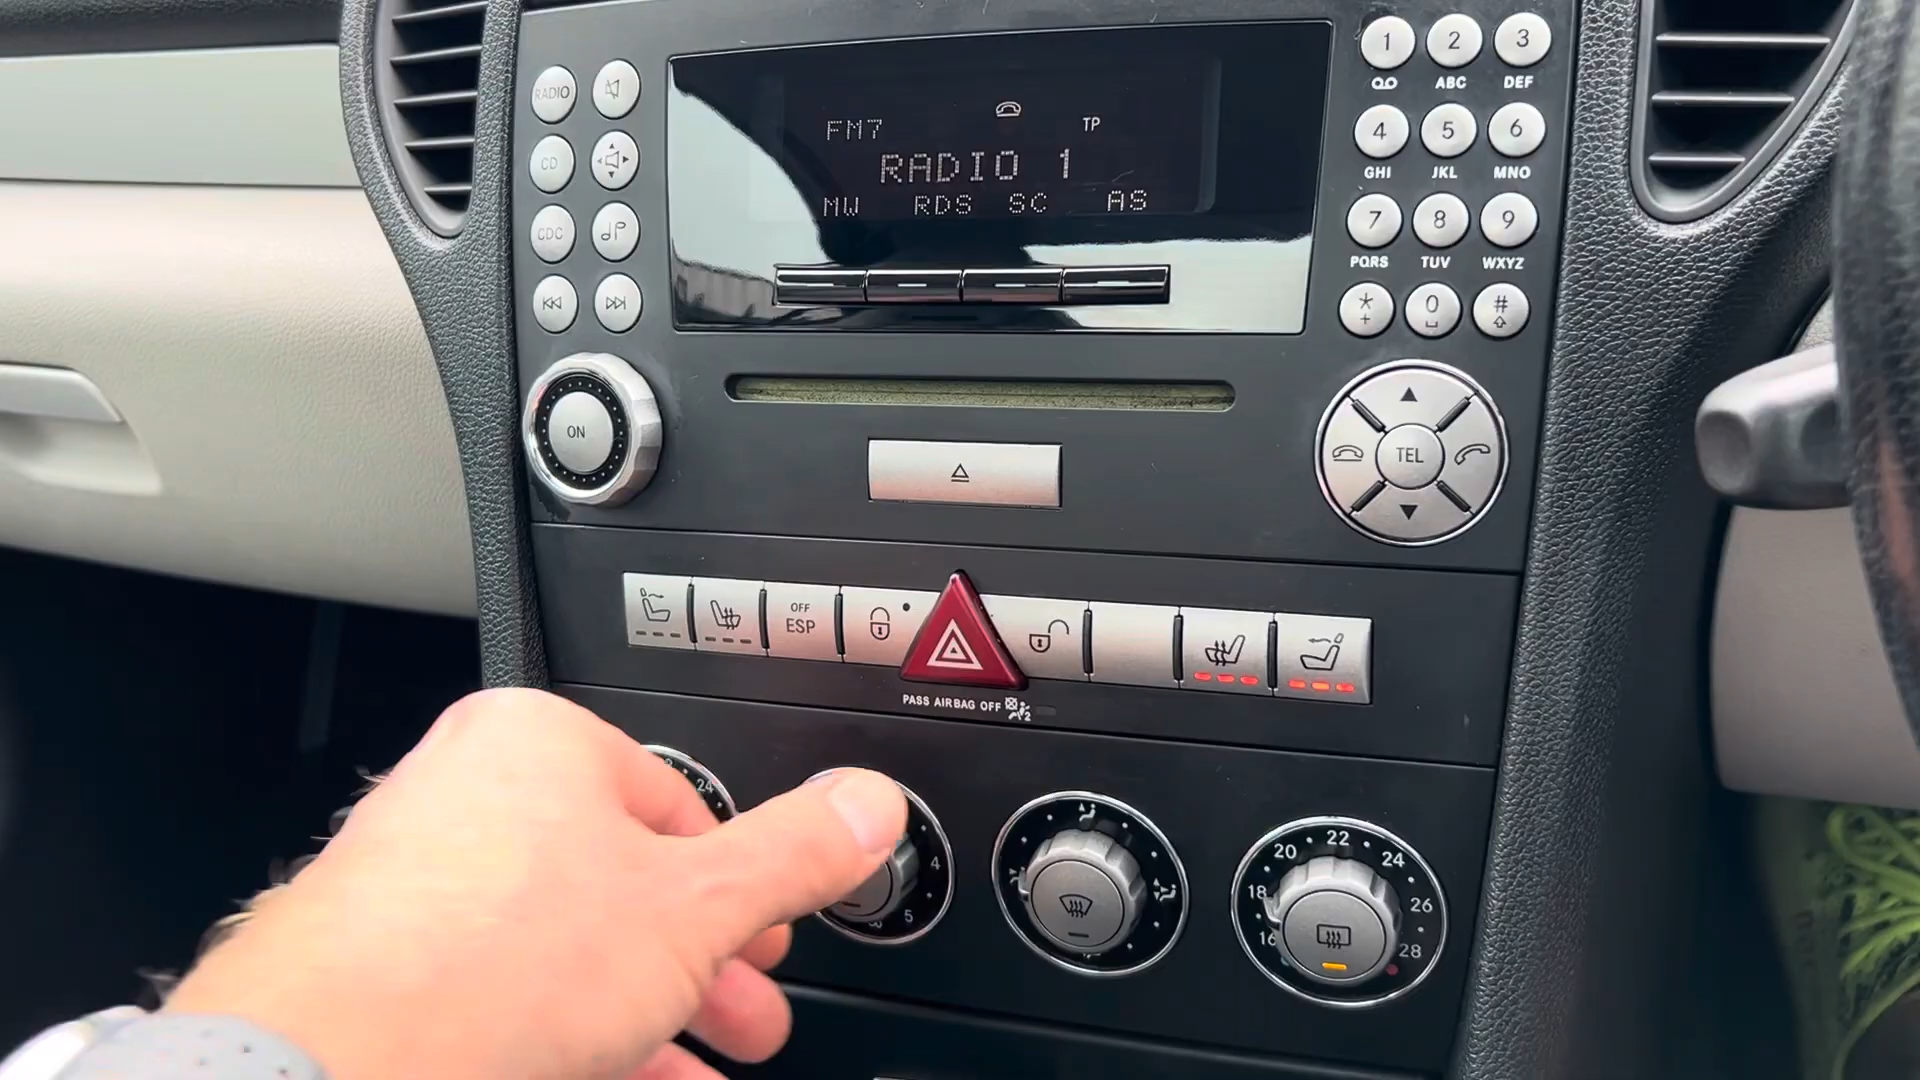 RADIO
CD
CDC
ON
FM7
TP
RADIO 1
MW RDS SC AS
1 2 3
ABC DEF
4 5 6
GHI JKL MNO
7 8 9
PQRS TUV WXYZ
* 0 #
+
TEL
OFF
ESP
PASS AIRBAG OFF
2
24
4
5
16 18 20 22 24 26 28